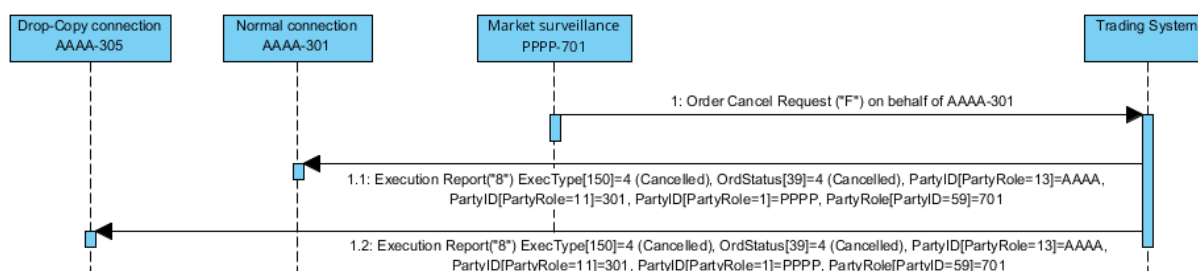 Drop-Copy connection
AAAA-305
Normal connection
AAAA-301
Market surveillance
PPPP-701
Trading System
1: Order Cancel Request ("F") on behalf of AAAA-301
1.1: Execution Report("8") ExecType[150]=4 (Cancelled), OrdStatus[39]=4 (Cancelled), PartyID[PartyRole=13]=AAAA,
PartyID[PartyRole=11]=301, PartyID[PartyRole=1]=PPPP, PartyRole[PartyID=59]=701
1.2: Execution Report("8") ExecType[150]=4 (Cancelled), OrdStatus[39]=4 (Cancelled), PartyID[PartyRole=13]=AAAA,
PartyID[PartyRole=11]=301, PartyID[PartyRole=1]=PPPP, PartyRole[PartyID=59]=701